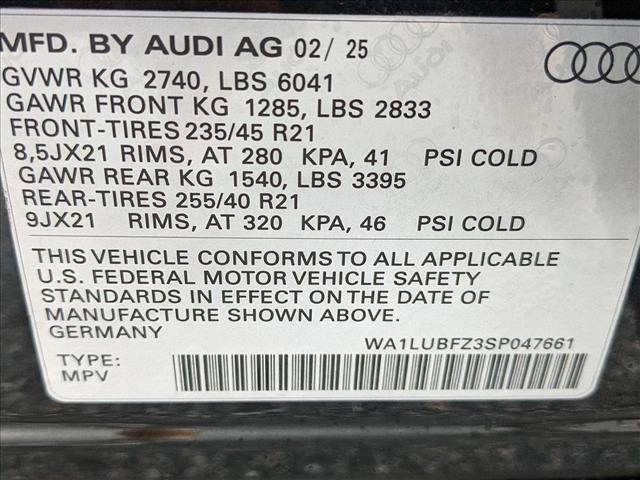 MFD. BY AUDI AG 02/ 25
GVWR KG 2740, LBS 6041
GAWR FRONT KG 1285, LBS 2833
FRONT-TIRES 235/45 R21
8,5JX21 RIMS, AT 280 KPA, 41 PSI COLD
GAWR REAR KG 1540, LBS 3395
REAR-TIRES 255/40 R21
9JX21 RIMS, AT 320 KPA, 46 PSI COLD
THIS VEHICLE CONFORMS TO ALL APPLICABLE
U.S. FEDERAL MOTOR VEHICLE SAFETY
STANDARDS IN EFFECT ON THE DATE OF
MANUFACTURE SHOWN ABOVE.
GERMANY
WA1LUBFZ3SP047661
TYPE:
MPV